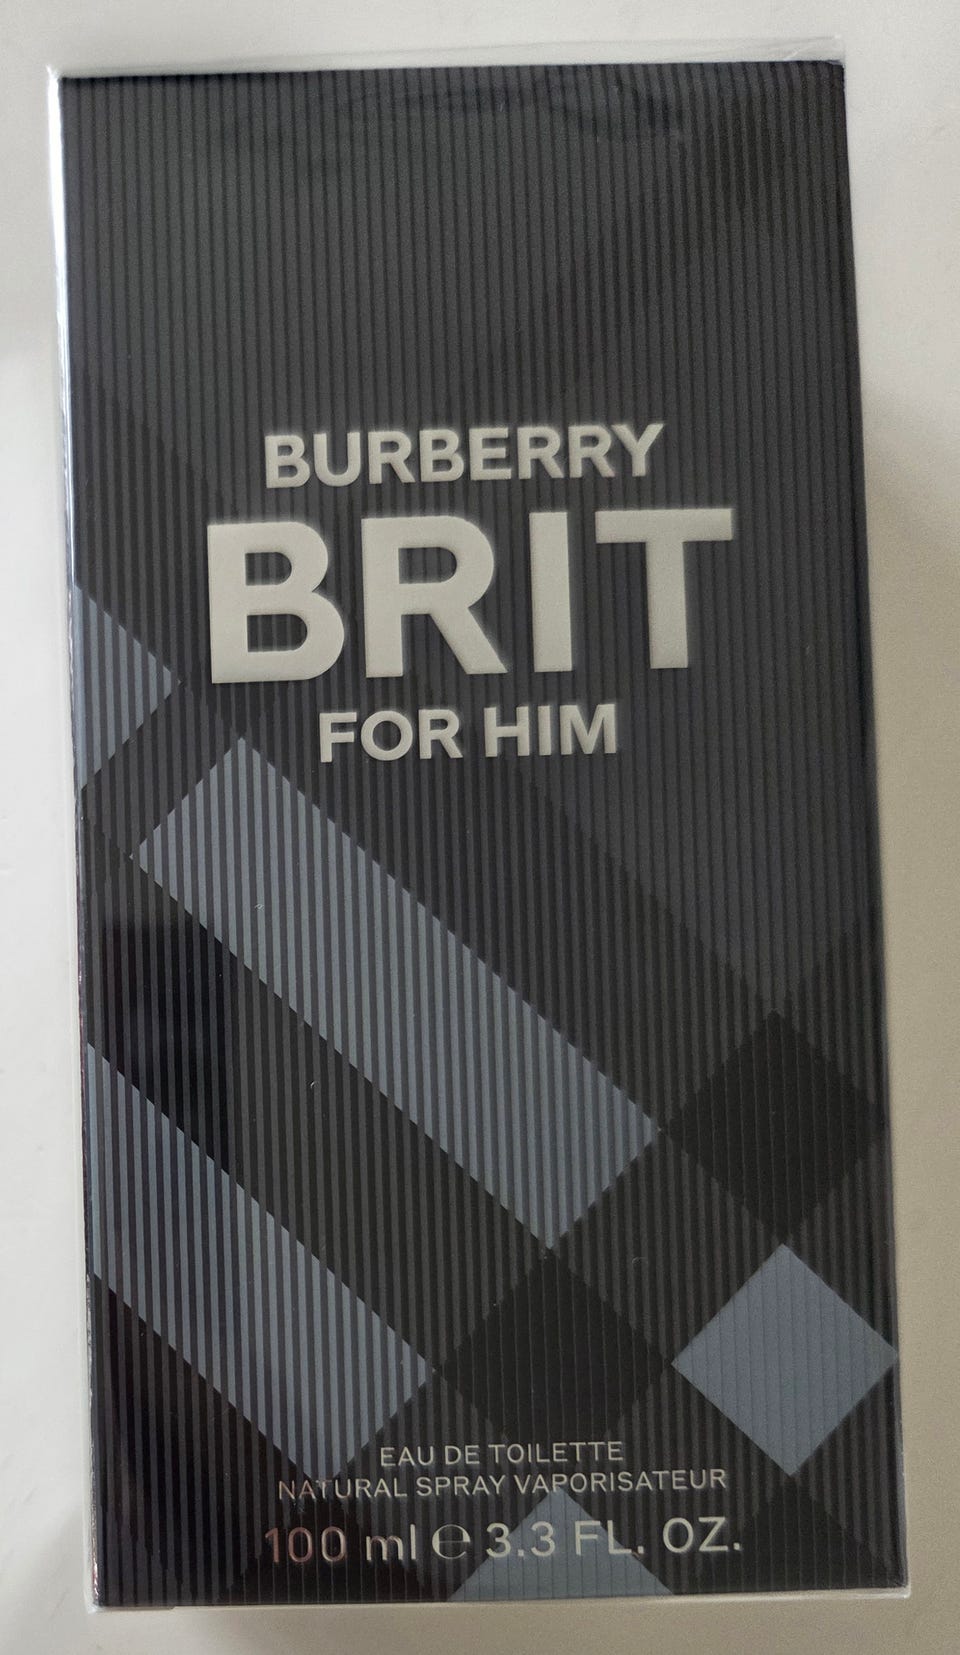 BURBERRY
BRIT
FOR HIM
EAU DE TOILETTE
NATURAL SPRAY VAPORISATEUR
100 ml ℮ 3.3 FL. OZ.